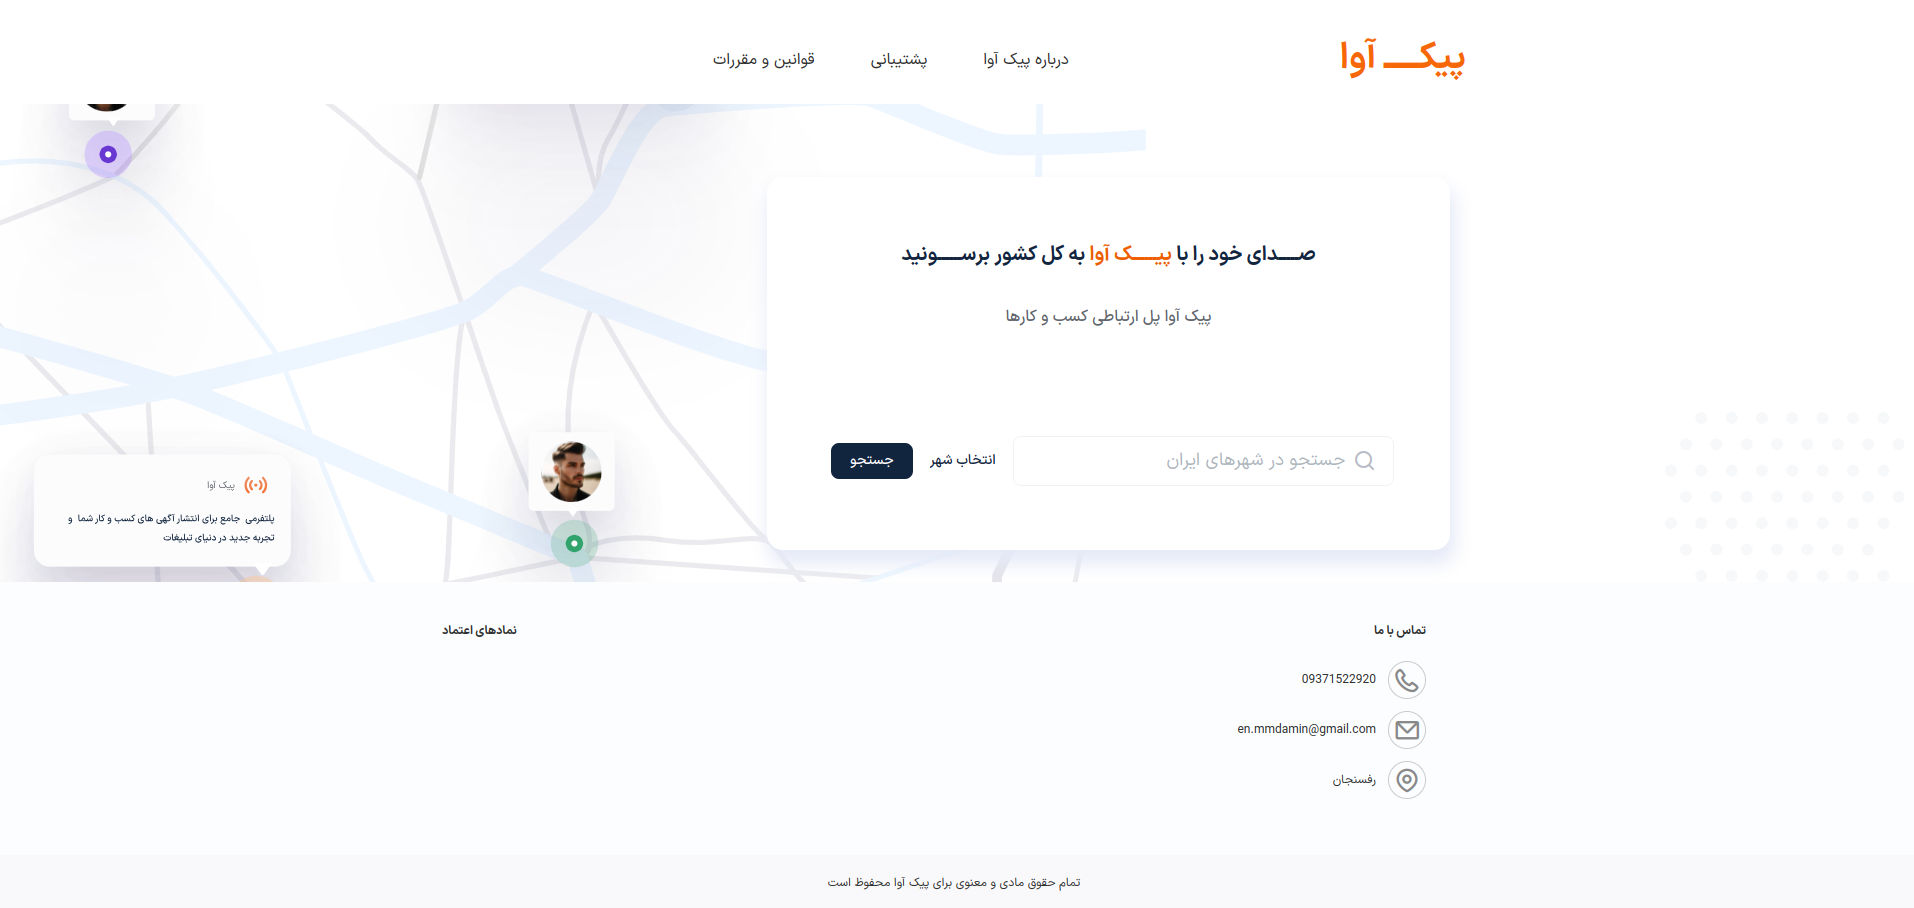 پیک آوا
درباره پیک آوا
پشتیبانی
قوانین و مقررات
صدای خود را با پیک آوا به کل کشور برسونید
پیک آوا پل ارتباطی کسب و کارها
جستجو در شهرهای ایران
انتخاب شهر
جستجو
پیک آوا
پلتفرمی جامع برای انتشار آگهی های کسب و کار شما و
تجربه جدید در دنیای تبلیغات
تماس با ما
09371522920
en.mmdamin@gmail.com
رفسنجان
نمادهای اعتماد
تمام حقوق مادی و معنوی برای پیک آوا محفوظ است